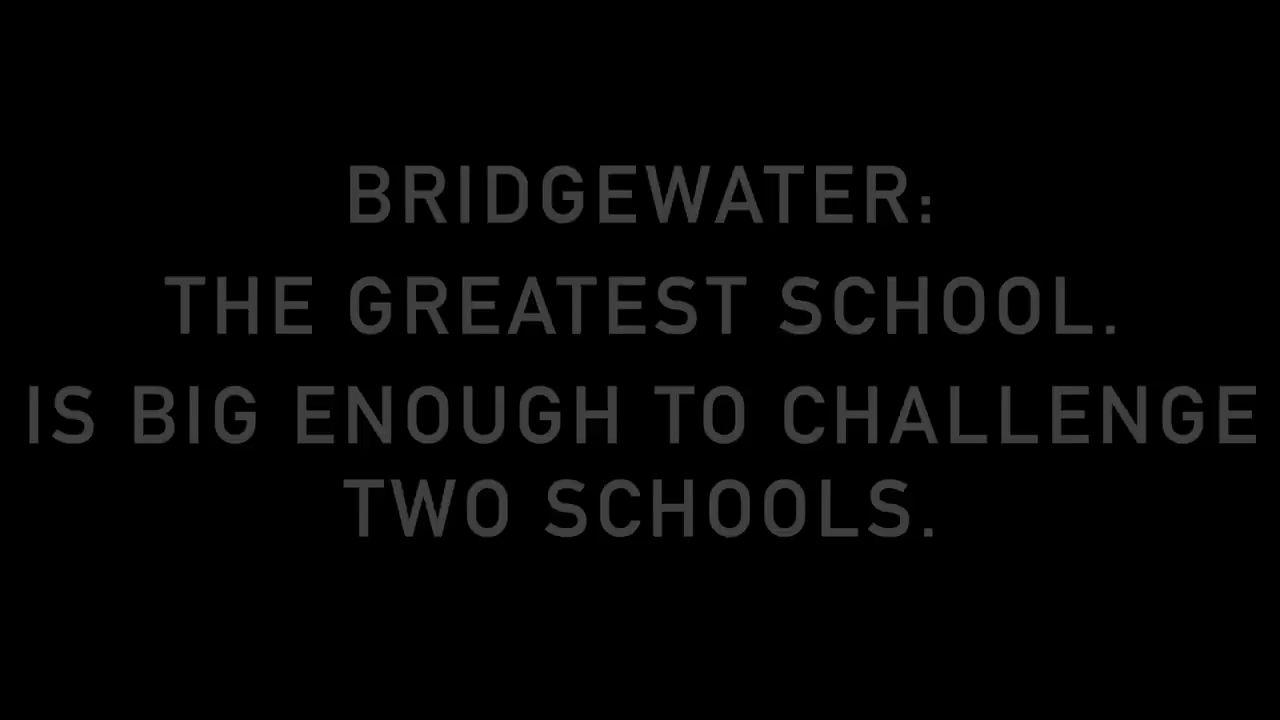 BRIDGEWATER:
THE GREATEST SCHOOL.
IS BIG ENOUGH TO CHALLENGE
TWO SCHOOLS.